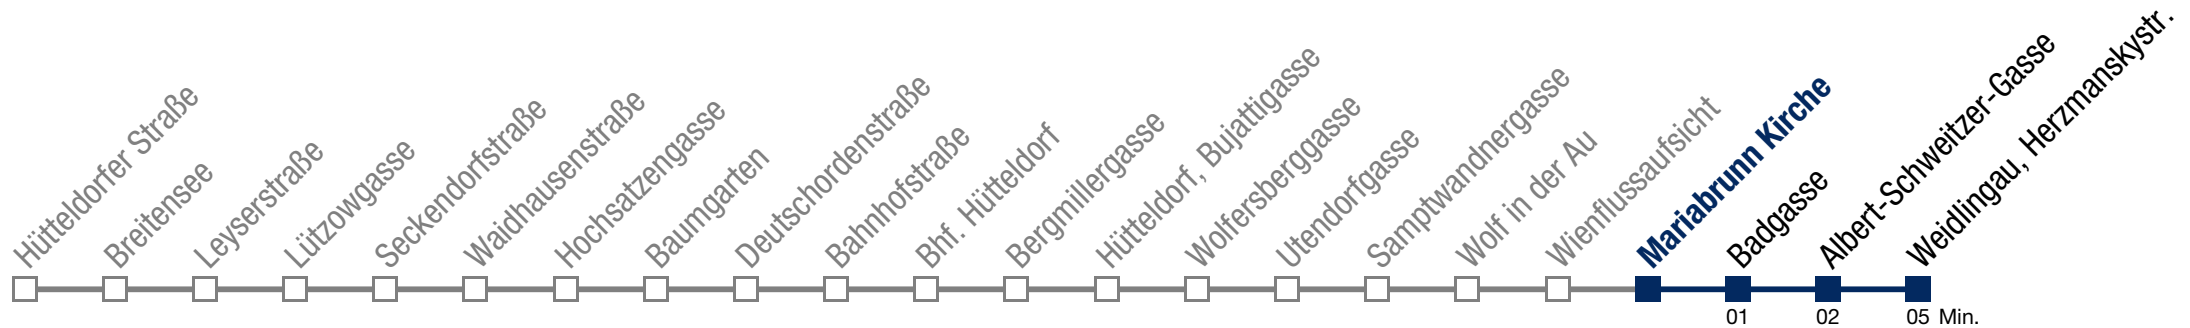 Hütteldorfer Straße
Breitensee
Leyserstraße
Lützowgasse
Seckendorfstraße
Waidhausenstraße
Hochsatzengasse
Baumgarten
Deutschordenstraße
Bahnhofstraße
Bhf. Hütteldorf
Bergmillergasse
Hütteldorf, Bujattigasse
Wolfersberggasse
Utendorfgasse
Samptwandnergasse
Wolf in der Au
Wienflussaufsicht
Mariabrunn Kirche
Badgasse
Albert-Schweitzer-Gasse
Weidlingau, Herzmanskystr.
01 02 05 Min.